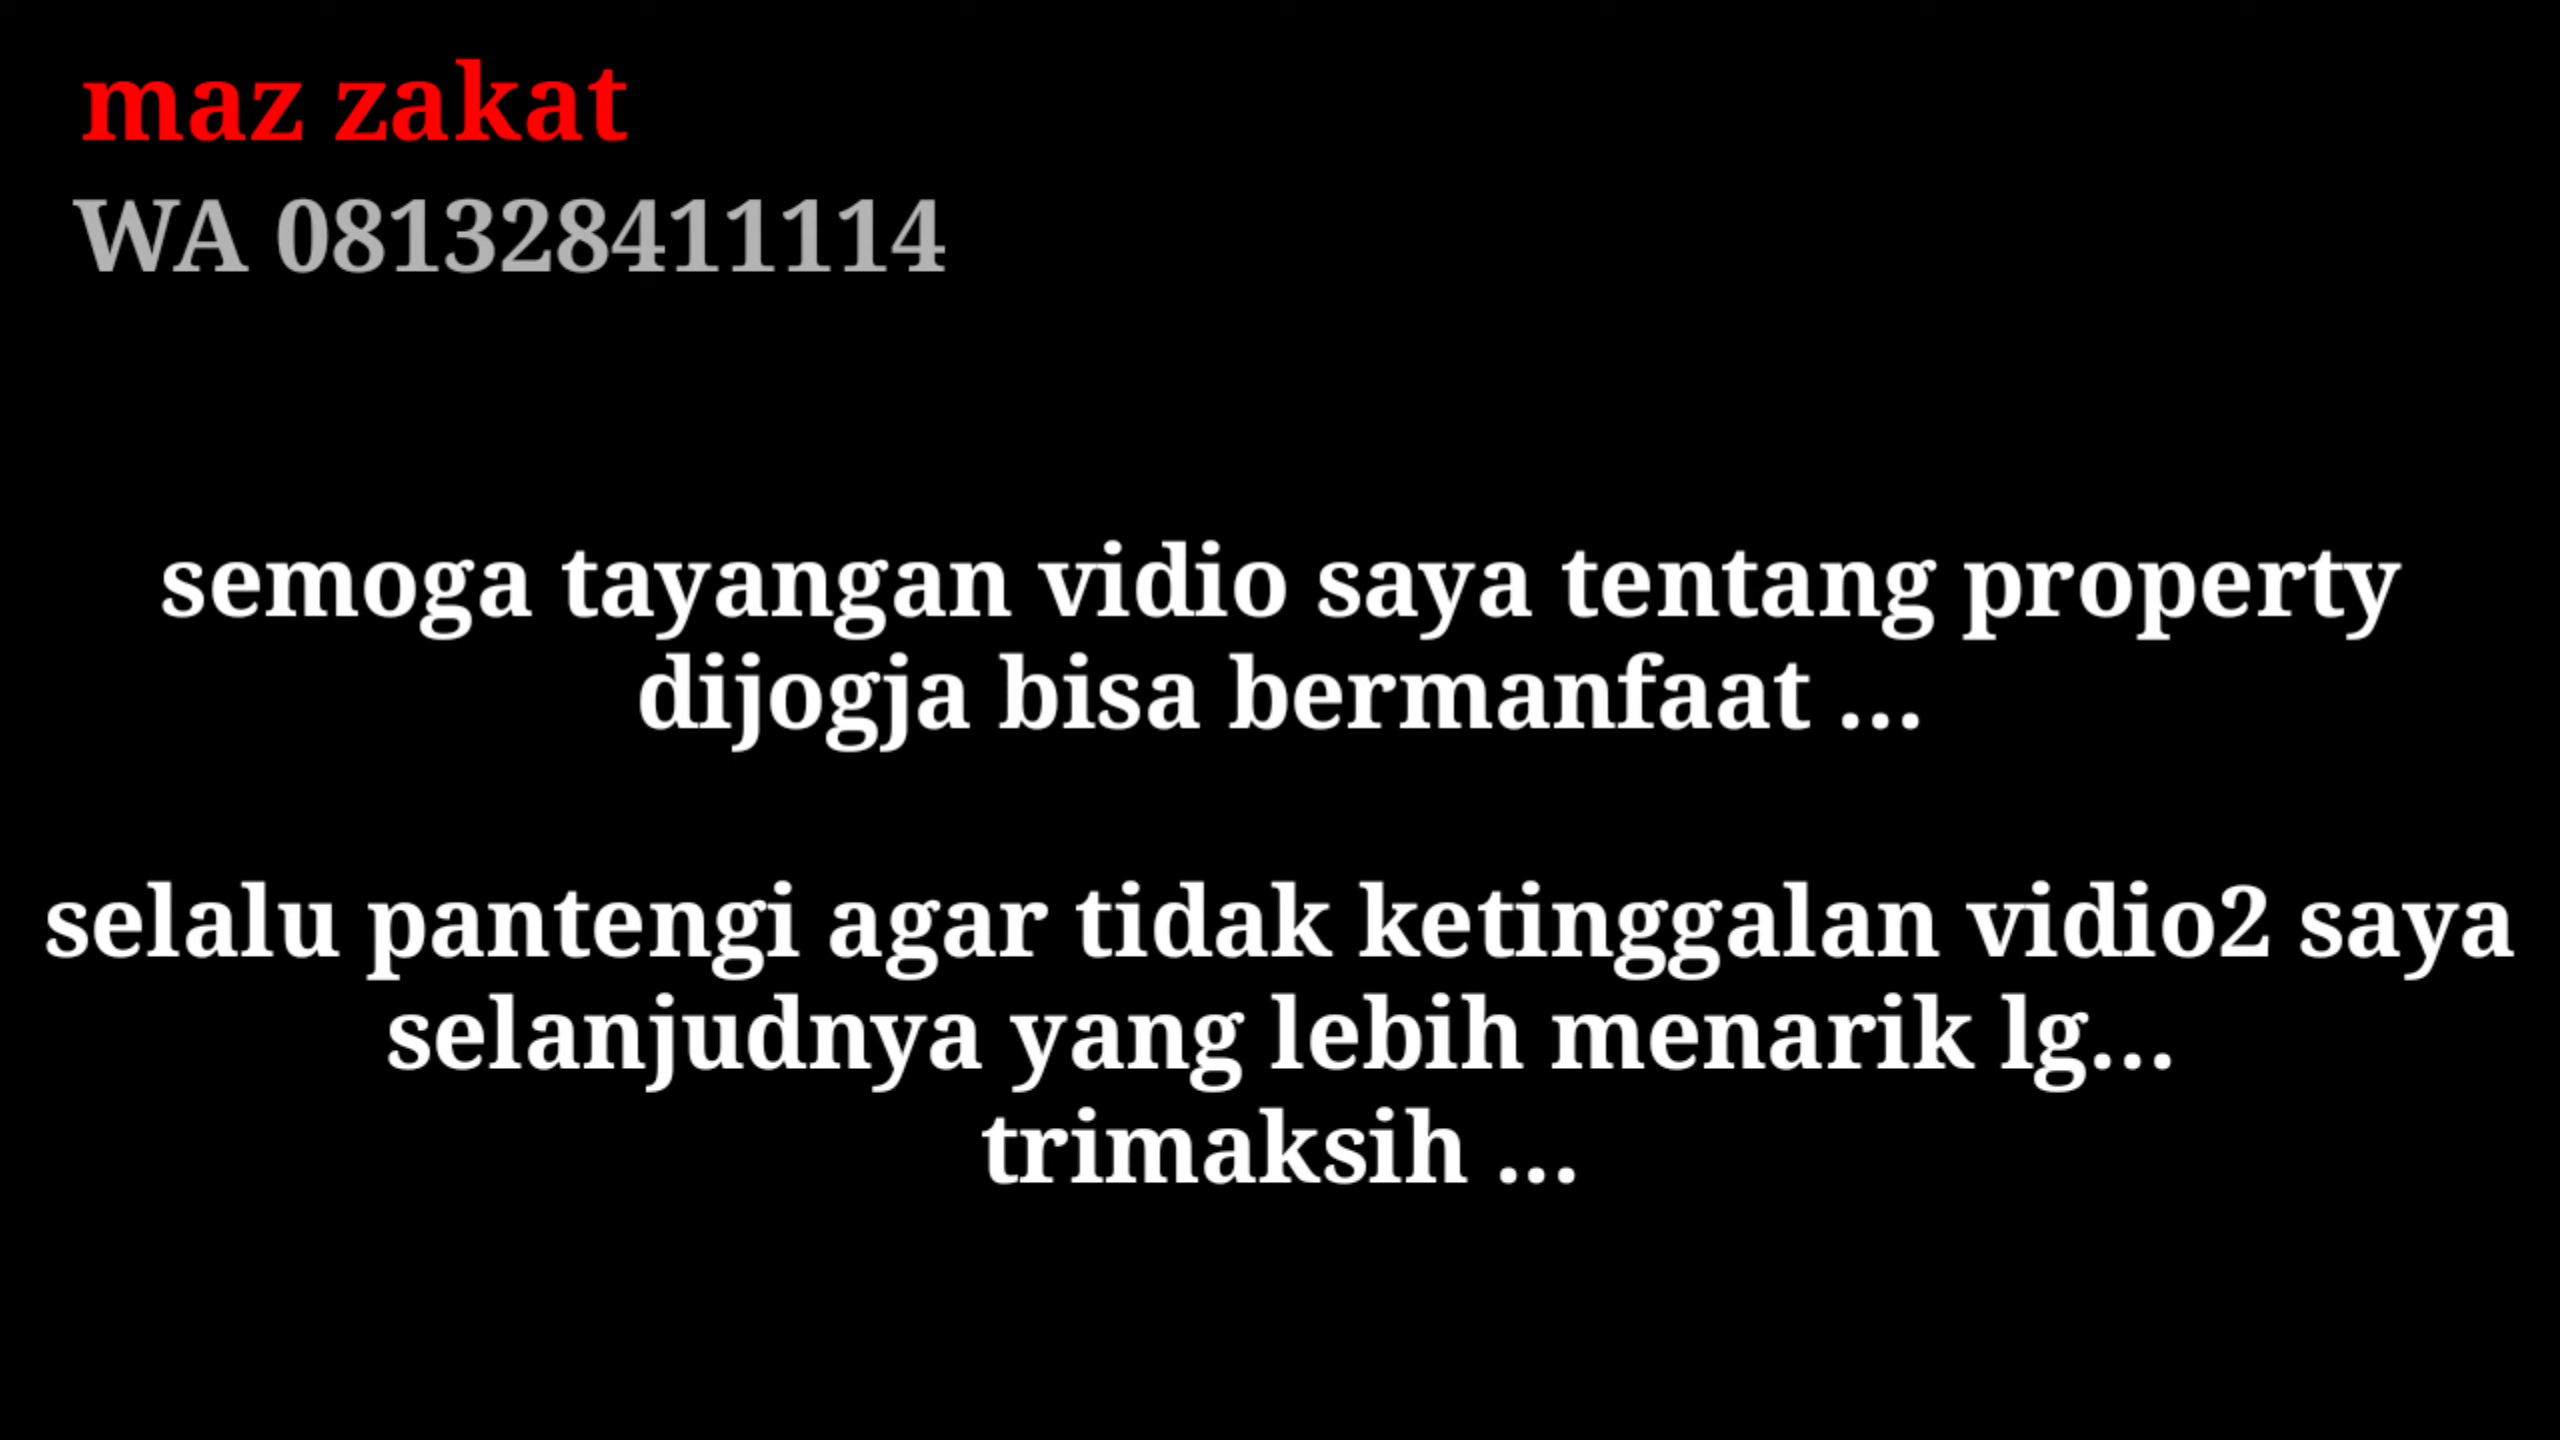 maz zakat
WA 081328411114
semoga tayangan vidio saya tentang property
dijogja bisa bermanfaat ...
selalu pantengi agar tidak ketinggalan vidio2 saya
selanjudnya yang lebih menarik lg...
trimaksih ...